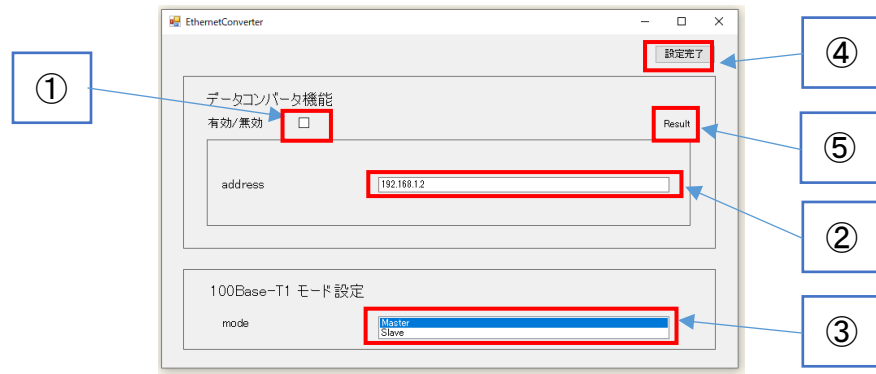 EthernetConverter
設定完了
④
①
データコンバータ機能
有効/無効
Result
⑤
address
192.168.1.2
②
100Base-T1 モード設定
mode
Master
Slave
③